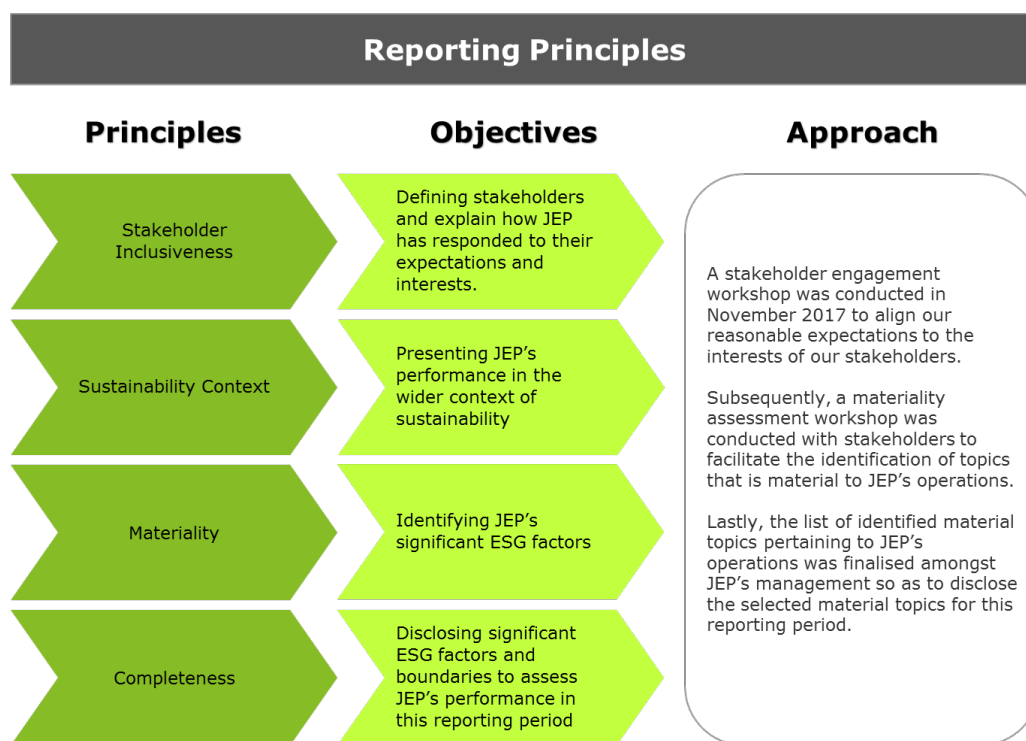 Reporting Principles
Principles
Objectives
Approach
Stakeholder
Inclusiveness
Defining stakeholders
and explain how JEP
has responded to their
expectations and
interests.
Sustainability Context
Presenting JEP’s
performance in the
wider context of
sustainability
Materiality
Identifying JEP’s
significant ESG factors
Completeness
Disclosing significant
ESG factors and
boundaries to assess
JEP’s performance in
this reporting period
A stakeholder engagement
workshop was conducted in
November 2017 to align our
reasonable expectations to the
interests of our stakeholders.
Subsequently, a materiality
assessment workshop was
conducted with stakeholders to
facilitate the identification of topics
that is material to JEP’s operations.
Lastly, the list of identified material
topics pertaining to JEP’s
operations was finalised amongst
JEP’s management so as to disclose
the selected material topics for this
reporting period.